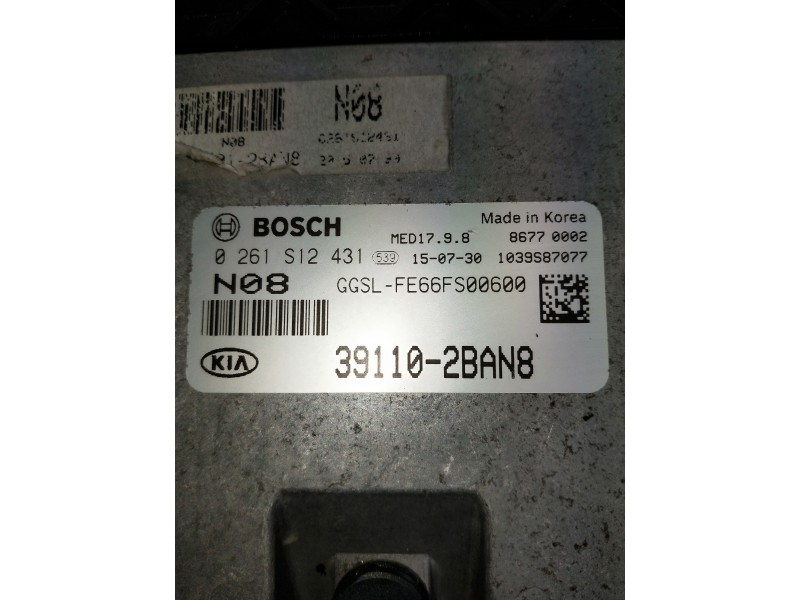 N08
N08
BOSCH
Made in Korea
MED17.9.8 8677 0002
0 261 S12 431 539 15-07-30 1039S87077
N08 GGSL-FE66FS00600
KIA 39110-2BAN8